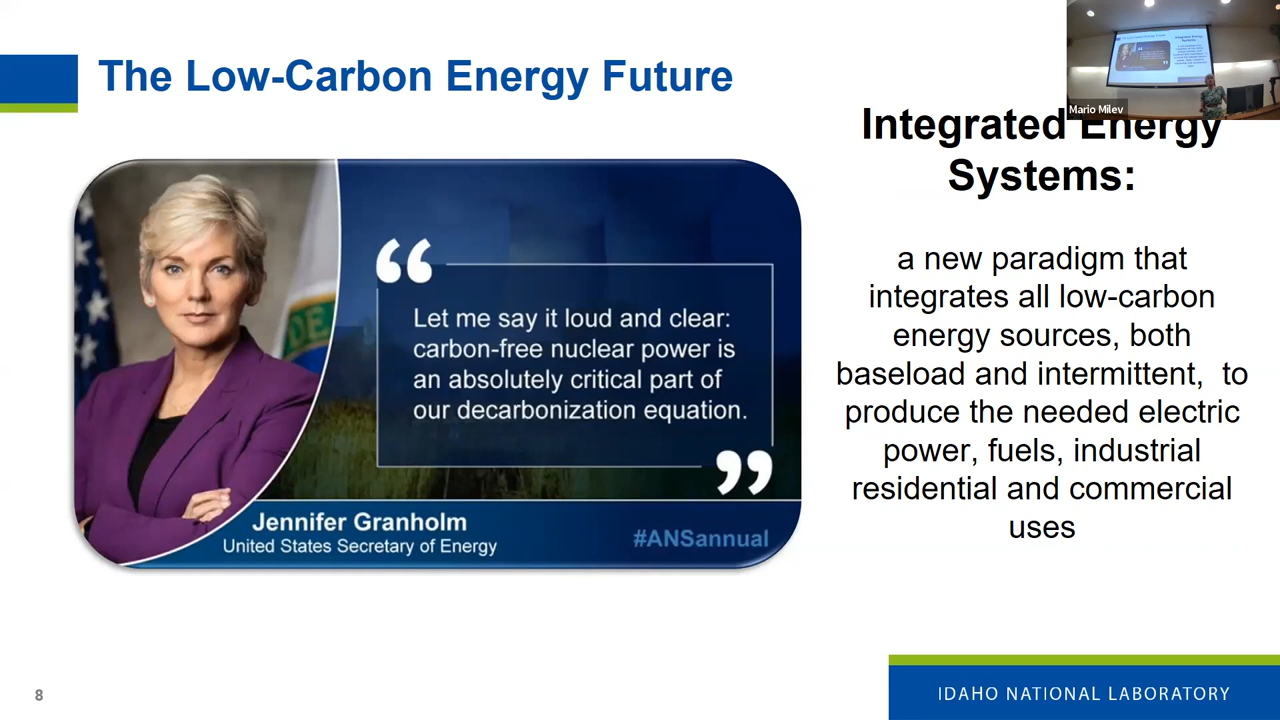 The Low-Carbon Energy Future
Mario Milev
Integrated Energy
Systems:
a new paradigm that
integrates all low-carbon
energy sources, both
baseload and intermittent, to
produce the needed electric
power, fuels, industrial
residential and commercial
uses
“
Let me say it loud and clear:
carbon-free nuclear power is
an absolutely critical part of
our decarbonization equation.
”
Jennifer Granholm
United States Secretary of Energy
#ANSannual
8
IDAHO NATIONAL LABORATORY